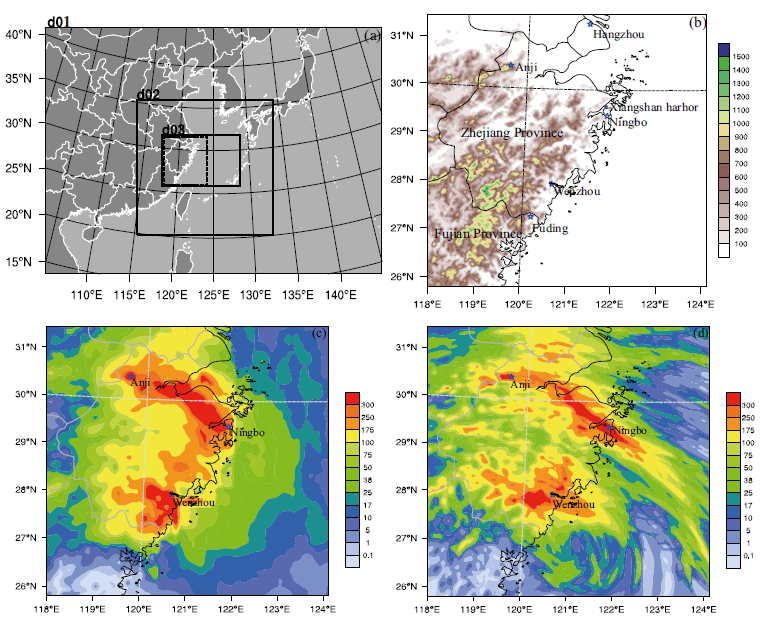 d01
(a)
40°N
35°N
30°N
25°N
20°N
15°N
d02
d03
110°E 115°E 120°E 125°E 130°E 135°E 140°E
(b)
31°N
30°N
29°N
28°N
27°N
26°N
Hangzhou
Anji
Xiangshan harhor
Ningbo
Zhejiang Province
Wenzhou
Fuding
Fujian Province
118°E 119°E 120°E 121°E 122°E 123°E 124°E
1500
1400
1300
1200
1100
1000
900
800
700
600
500
400
300
200
100
(c)
31°N
30°N
29°N
28°N
27°N
26°N
Anji
Ningbo
Wenzhou
118°E 119°E 120°E 121°E 122°E 123°E 124°E
300
250
175
100
75
50
38
25
17
10
5
1
0.1
(d)
31°N
30°N
29°N
28°N
27°N
26°N
Anji
Ningbo
Wenzhou
118°E 119°E 120°E 121°E 122°E 123°E 124°E
300
250
175
100
75
50
38
25
17
10
5
1
0.1